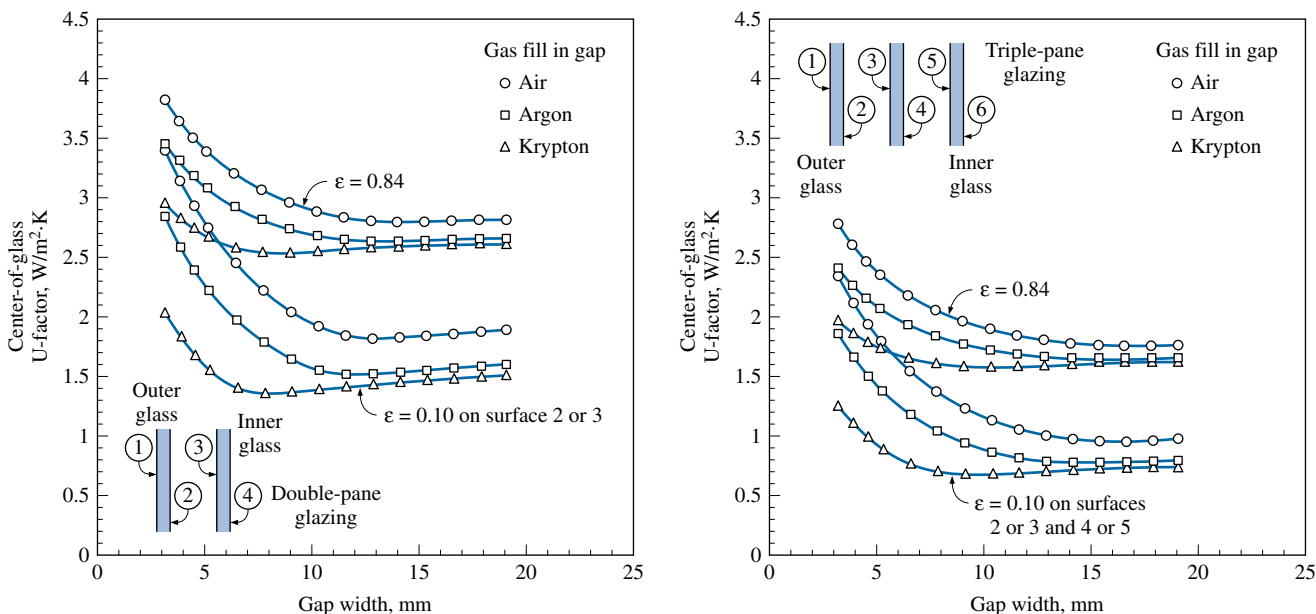 4.5
4
3.5
3
2.5
2
1.5
1
0.5
0
Center-of-glass
U-factor, W/m²·K
Gas fill in gap
Air
Argon
Krypton
ε = 0.84
ε = 0.10 on surface 2 or 3
Outer
glass
Inner
glass
1
3
2
4
Double-pane
glazing
0 5 10 15 20 25
Gap width, mm
4.5
4
3.5
3
2.5
2
1.5
1
0.5
0
Center-of-glass
U-factor, W/m²·K
1 3 5
2 4 6
Triple-pane
glazing
Outer
glass
Inner
glass
Gas fill in gap
Air
Argon
Krypton
ε = 0.84
ε = 0.10 on surfaces
2 or 3 and 4 or 5
0 5 10 15 20 25
Gap width, mm